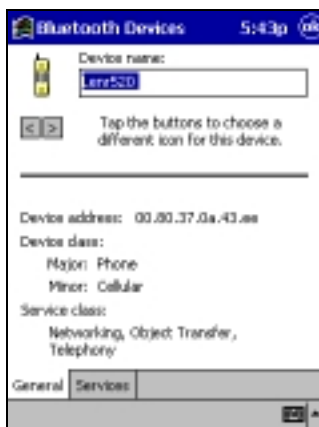 Bluetooth Devices 5:43p ok
Device name:
Lenr520
< >
Tap the buttons to choose a
different icon for this device.
Device address: 00.80.37.0a.43.ee
Device class:
Major: Phone
Minor: Cellular
Service class:
Networking, Object Transfer,
Telephony
General Services